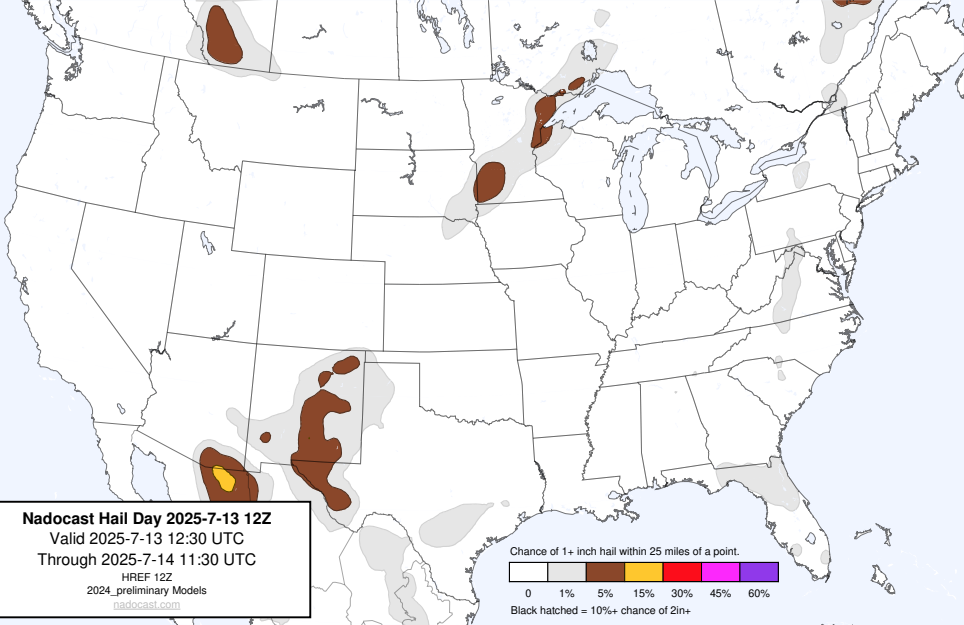 Nadocast Hail Day 2025-7-13 12Z
Valid 2025-7-13 12:30 UTC
Through 2025-7-14 11:30 UTC
HREF 12Z
2024_preliminary Models
nadocast.com
Chance of 1+ inch hail within 25 miles of a point.
0 1% 5% 15% 30% 45% 60%
Black hatched = 10%+ chance of 2in+